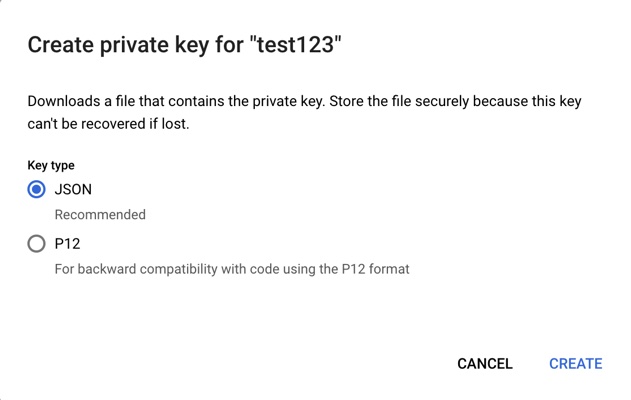 Create private key for "test123"
Downloads a file that contains the private key. Store the file securely because this key
can't be recovered if lost.
Key type
JSON
Recommended
P12
For backward compatibility with code using the P12 format
CANCEL CREATE